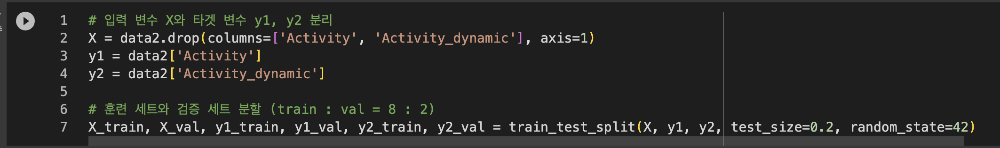 1 # 입력 변수 X와 타겟 변수 y1, y2 분리
2 X = data2.drop(columns=['Activity', 'Activity_dynamic'], axis=1)
3 y1 = data2['Activity']
4 y2 = data2['Activity_dynamic']
5
6 # 훈련 세트와 검증 세트 분할 (train : val = 8 : 2)
7 X_train, X_val, y1_train, y1_val, y2_train, y2_val = train_test_split(X, y1, y2, test_size=0.2, random_state=42)